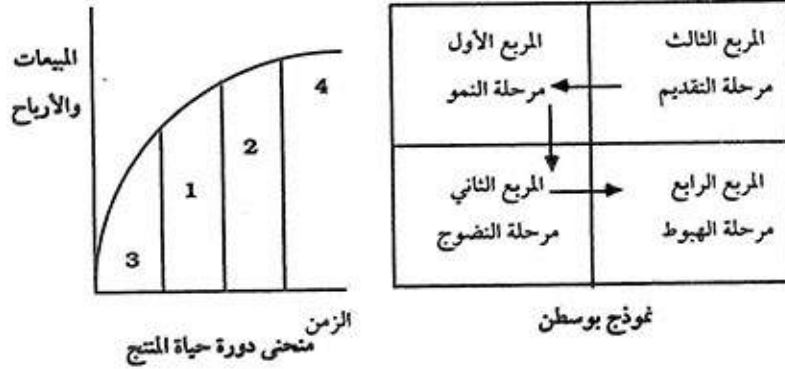 المربع الثالث
مرحلة التقديم
المربع الأول
مرحلة النمو
المربع الرابع
مرحلة الهبوط
المربع الثاني
مرحلة النضوج
نموذج بوسطن
المبيعات
والأرباح
4
2
1
3
الزمن
منحنى دورة حياة المنتج